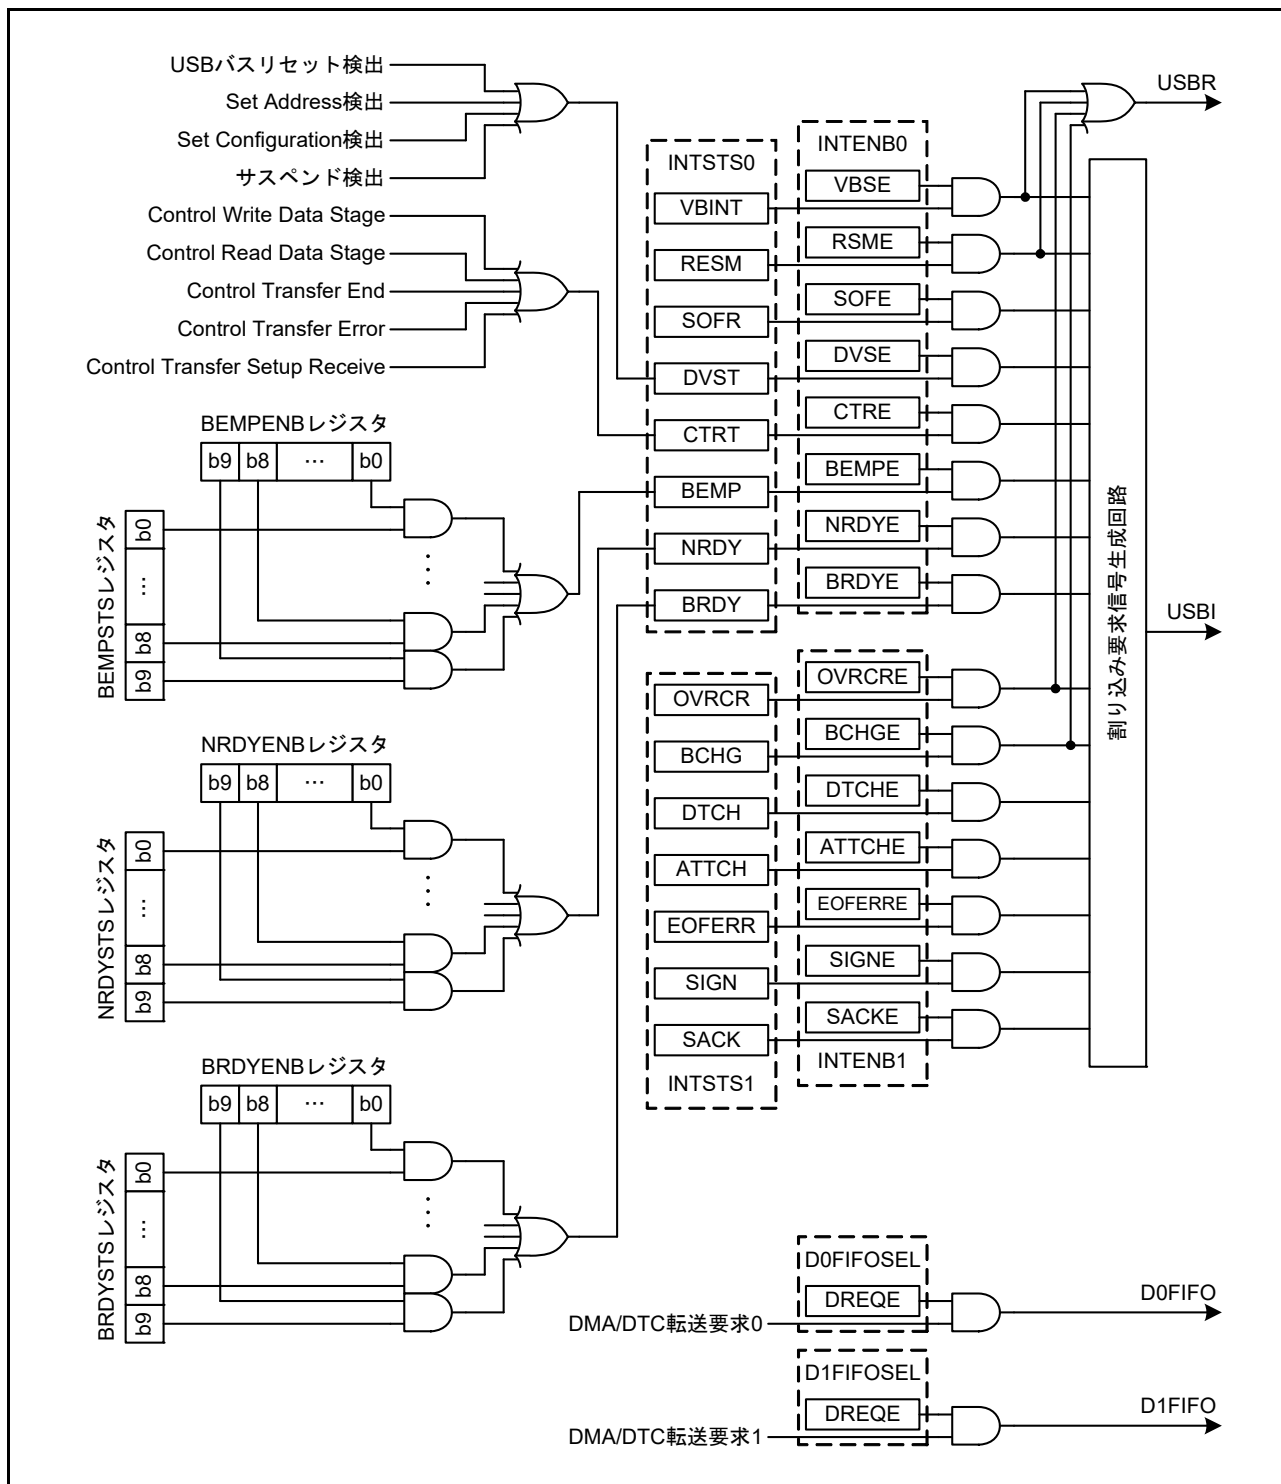 USBバスリセット検出
Set Address検出
Set Configuration検出
サスペンド検出
Control Write Data Stage
Control Read Data Stage
Control Transfer End
Control Transfer Error
Control Transfer Setup Receive
BEMPENBレジスタ
b9 b8 … b0
BEMPSTSレジスタ
b0
…
b8
b9
NRDYENBレジスタ
b9 b8 … b0
NRDYSTSレジスタ
b0
…
b8
b9
BRDYENBレジスタ
b9 b8 … b0
BRDYSTSレジスタ
b0
…
b8
b9
INTSTS0
VBINT
RESM
SOFR
DVST
CTRT
BEMP
NRDY
BRDY
INTENB0
VBSE
RSME
SOFE
DVSE
CTRE
BEMPE
NRDYE
BRDYE
OVRCR
BCHG
DTCH
ATTCH
EOFERR
SIGN
SACK
INTSTS1
OVRCRE
BCHGE
DTCHE
ATTCHE
EOFERRE
SIGNE
SACKE
INTENB1
割り込み要求信号生成回路
USBR
USBI
D0FIFOSEL
DREQE
DMA/DTC転送要求0
D0FIFO
D1FIFOSEL
DREQE
DMA/DTC転送要求1
D1FIFO